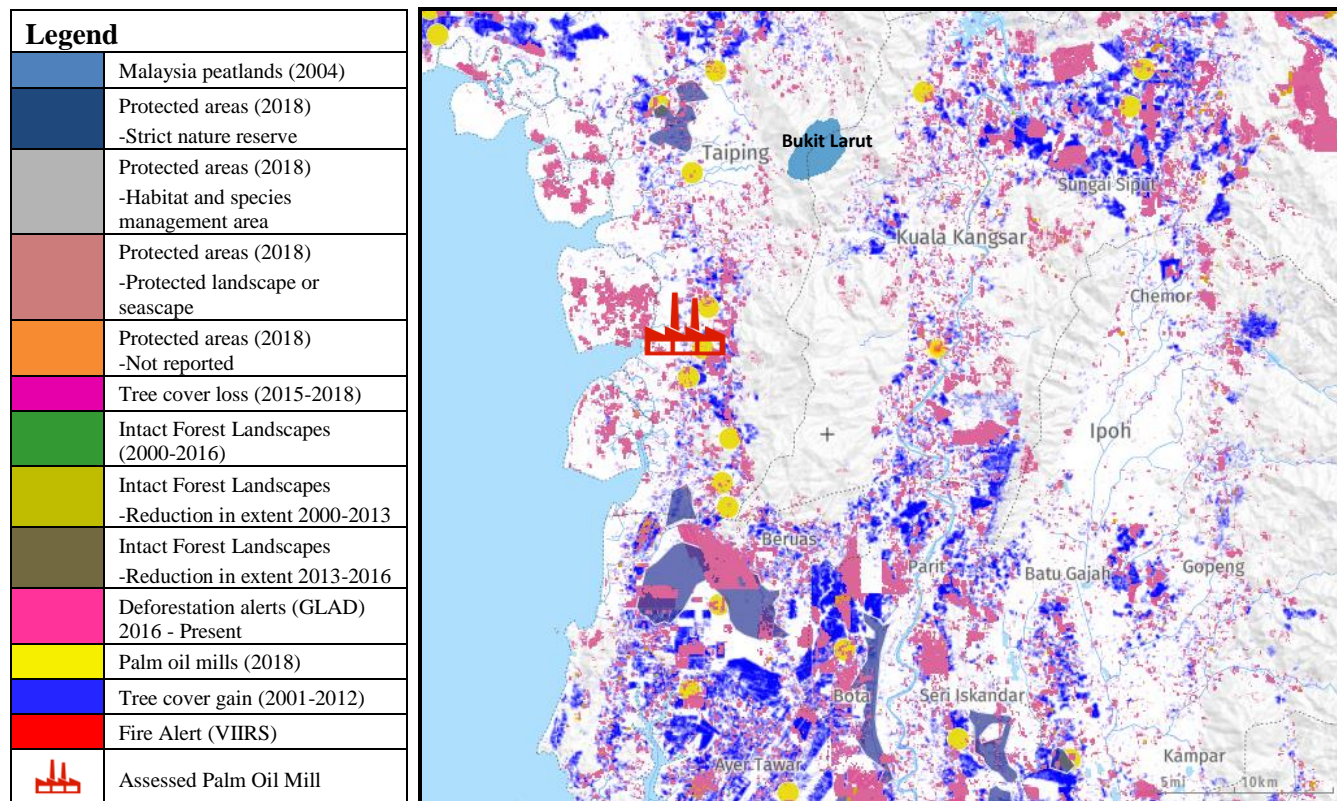 Legend
Malaysia peatlands (2004)
Protected areas (2018)
-Strict nature reserve
Protected areas (2018)
-Habitat and species
management area
Protected areas (2018)
-Protected landscape or
seascape
Protected areas (2018)
-Not reported
Tree cover loss (2015-2018)
Intact Forest Landscapes
(2000-2016)
Intact Forest Landscapes
-Reduction in extent 2000-2013
Intact Forest Landscapes
-Reduction in extent 2013-2016
Deforestation alerts (GLAD)
2016 - Present
Palm oil mills (2018)
Tree cover gain (2001-2012)
Fire Alert (VIIRS)
Assessed Palm Oil Mill
Bukit Larut
Taiping
Sungai Siput
Kuala Kangsar
Chemor
Ipoh
Beruas
Parit
Batu Gajah
Gopeng
Bota
Seri Iskandar
Ayer Tawar
Kampar
5mi
10km